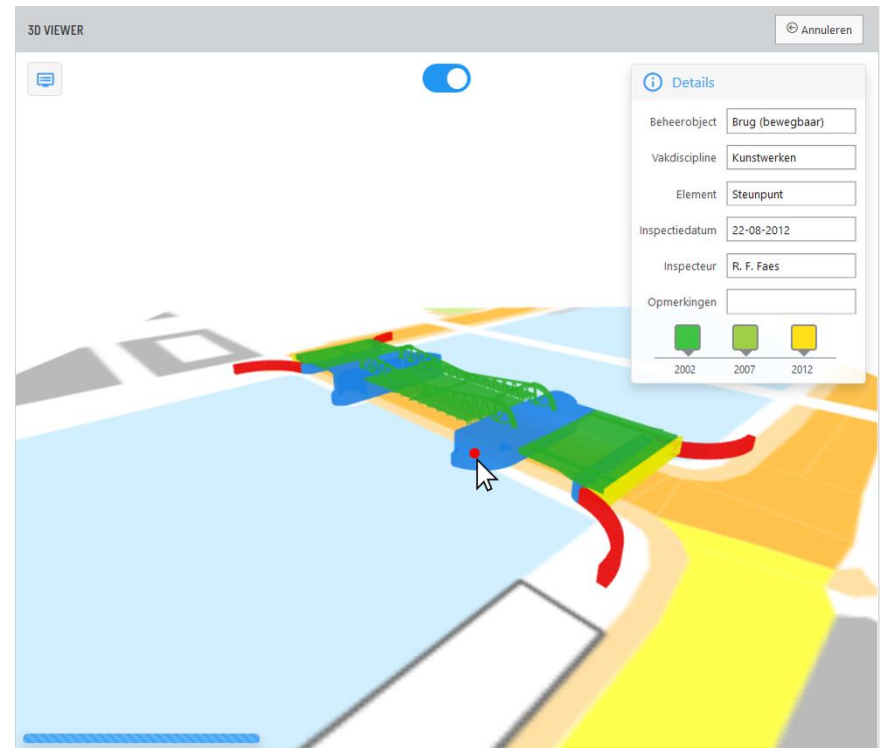 3D VIEWER
Annuleren
Details
Beheerobject Brug (bewegbaar)
Vakdiscipline Kunstwerken
Element Steunpunt
Inspectiedatum 22-08-2012
Inspecteur R. F. Faes
Opmerkingen
2002 2007 2012